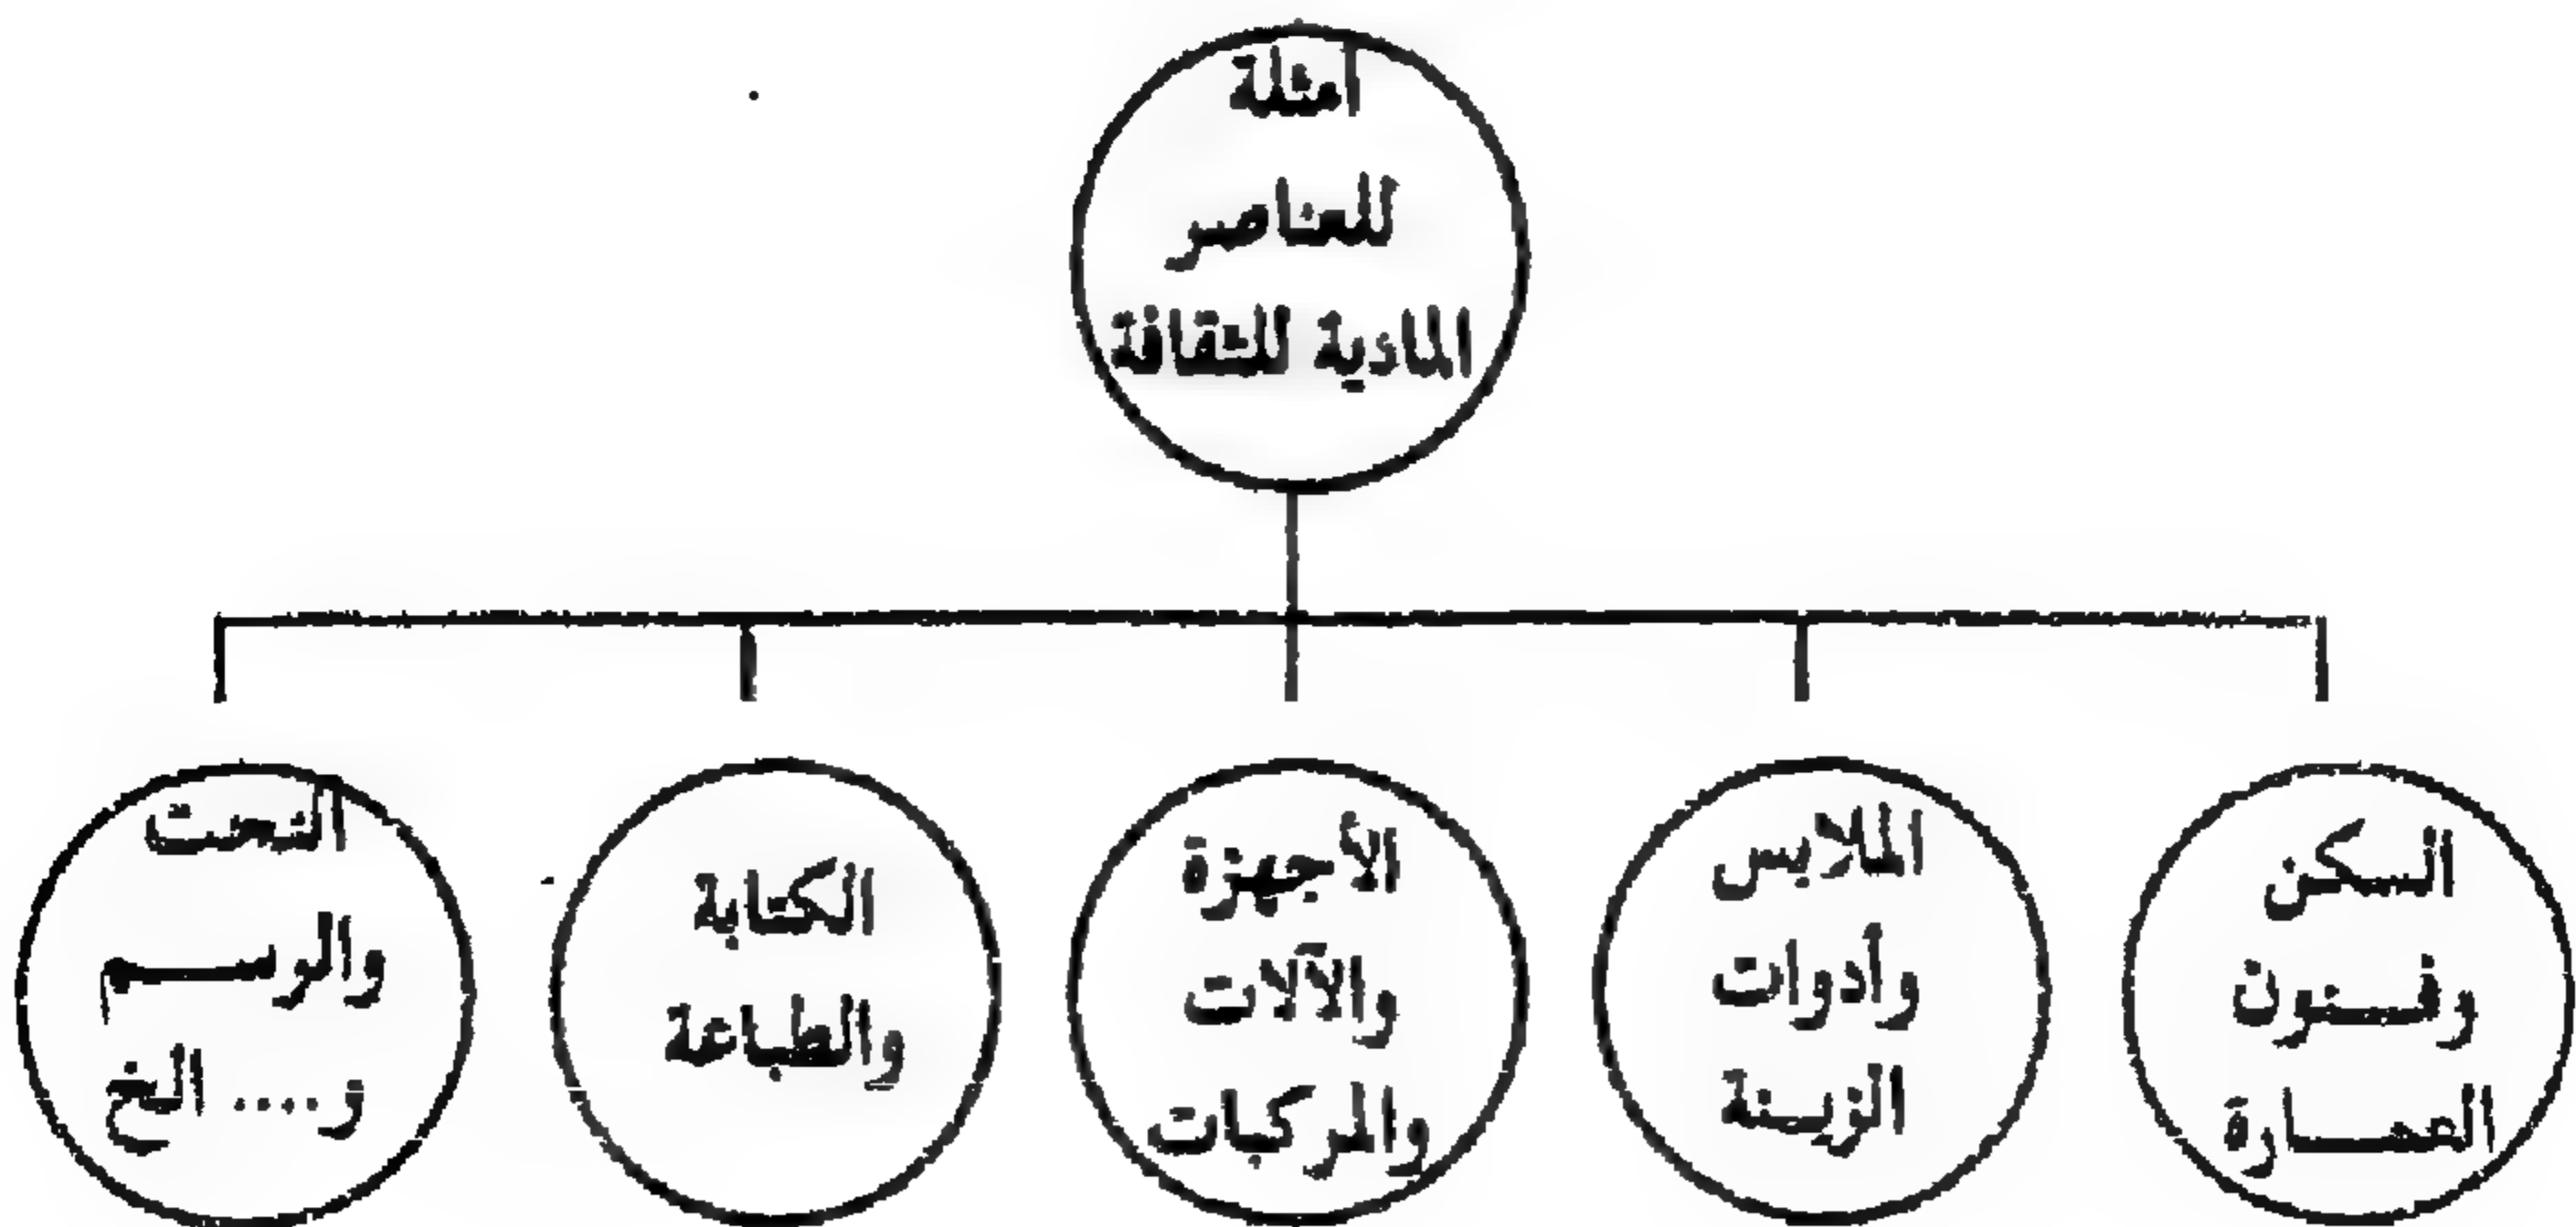 أمثلة
للعناصر
المادية للثقافة
السكن
وفنون
العمارة
الملابس
وأدوات
الزينة
الأجهزة
والآلات
والمركبات
الكتابة
والطباعة
النحت
والرسم
و.... الخ